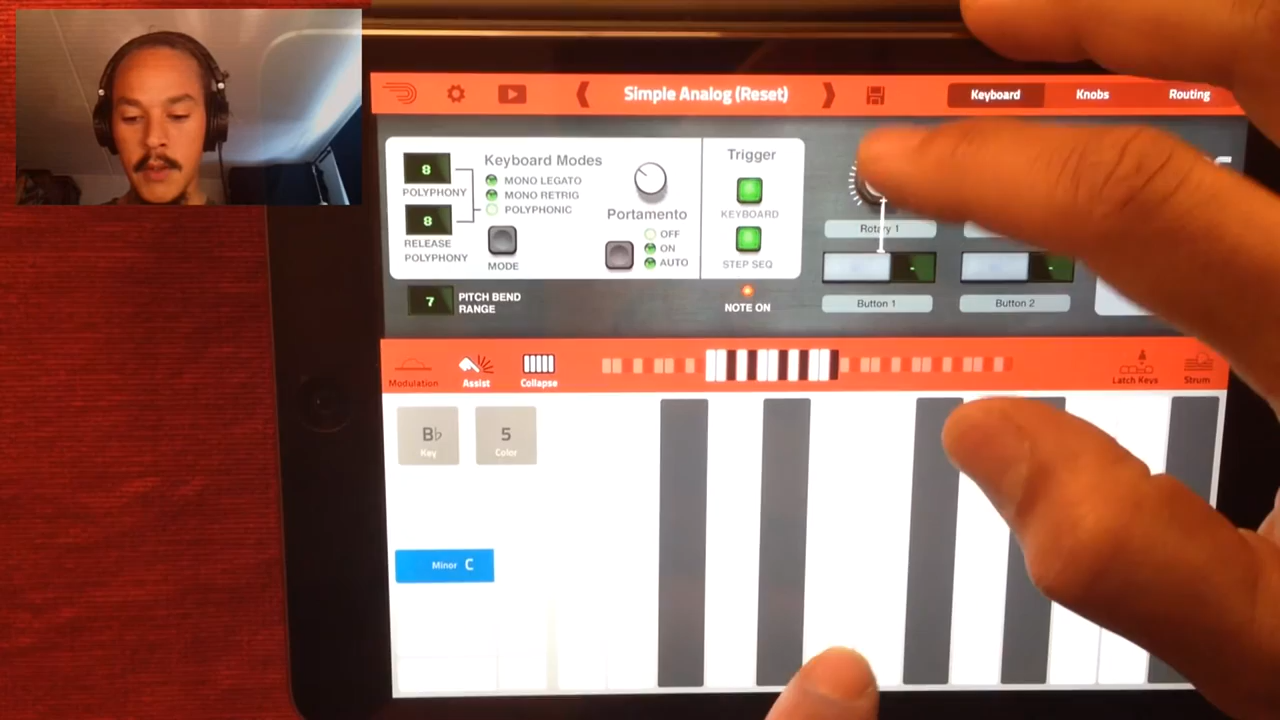 Simple Analog (Reset)
Keyboard
Knobs
Routing
8
POLYPHONY
8
RELEASE
POLYPHONY
Keyboard Modes
MONO LEGATO
MONO RETRIG
POLYPHONIC
MODE
Portamento
OFF
ON
AUTO
Trigger
KEYBOARD
STEP SEQ
NOTE ON
7
PITCH BEND
RANGE
Rotary 1
-
-
Button 1
Button 2
Modulation
Assist
Collapse
Latch Keys
Strum
B♭
Key
5
Color
Minor C